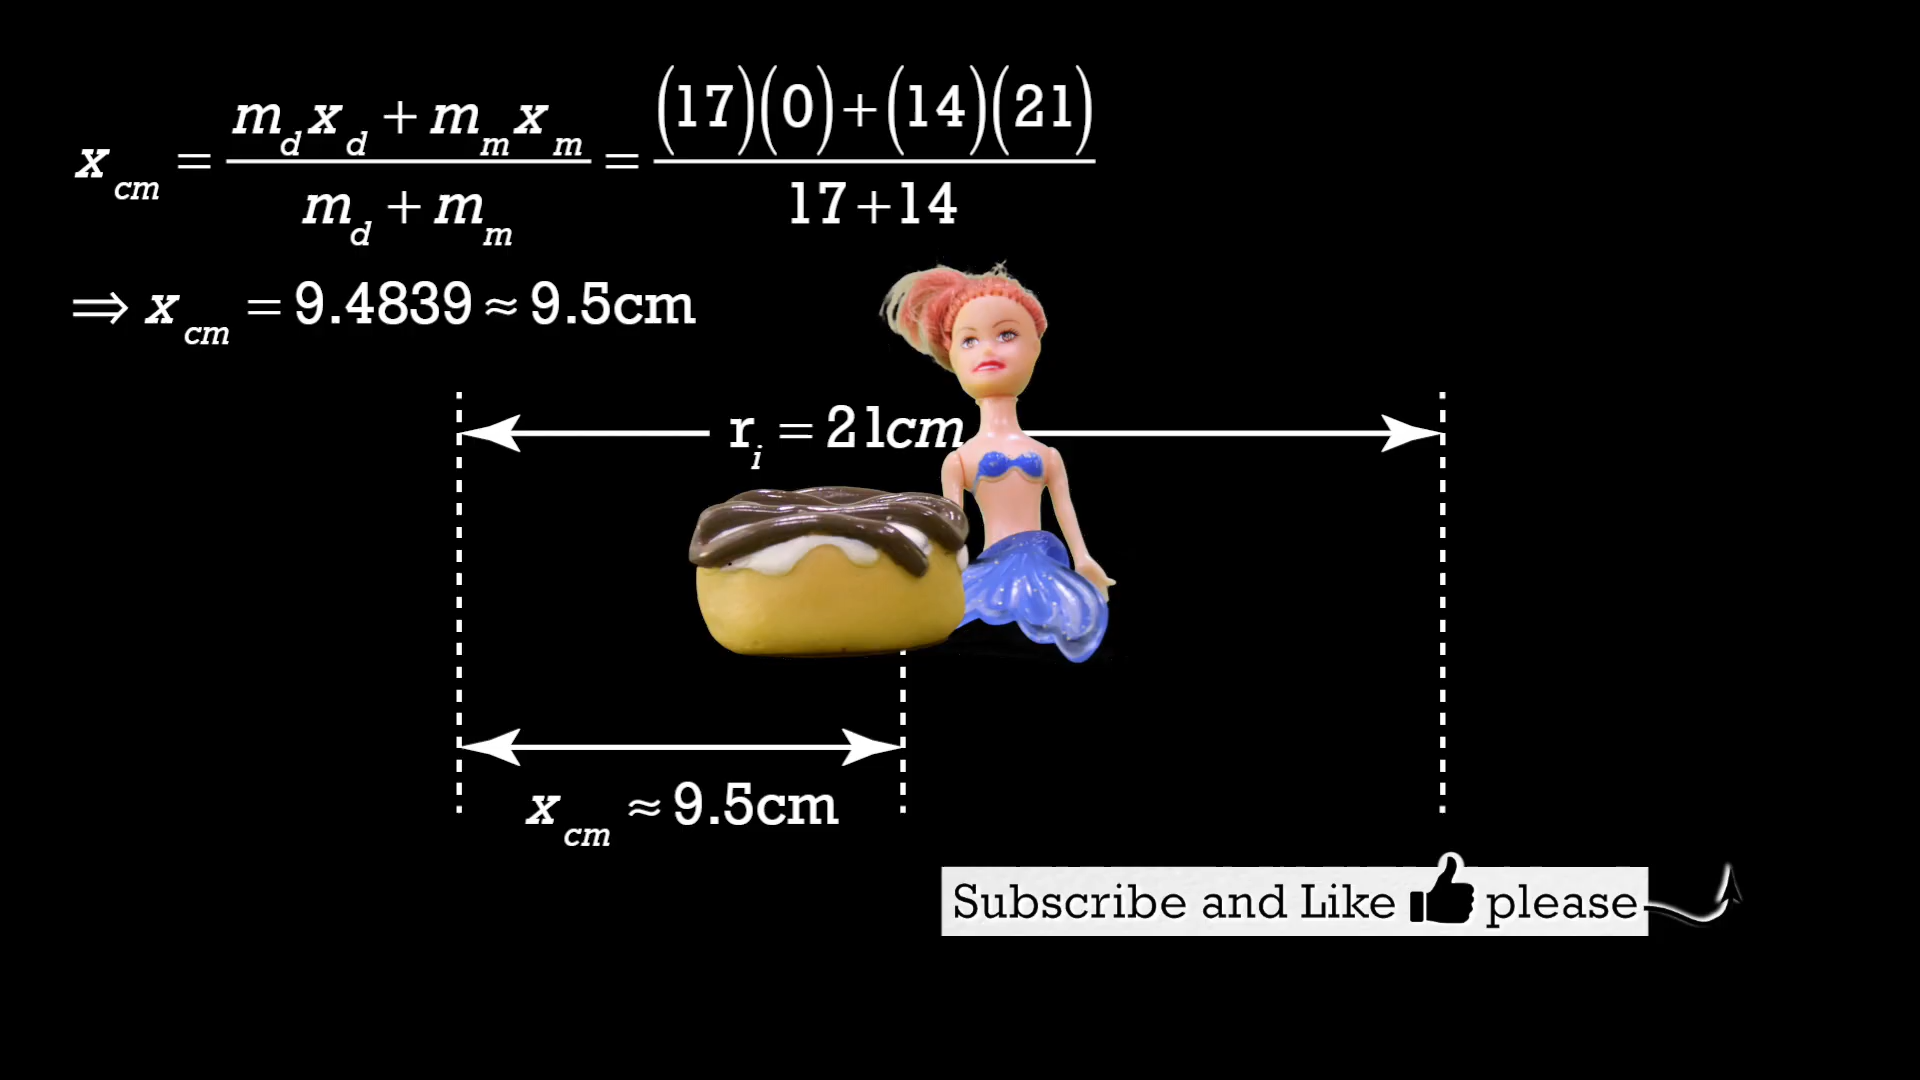 x_cm = (m_d x_d + m_m x_m) / (m_d + m_m) = ((17)(0)+(14)(21)) / (17+14)
⇒ x_cm = 9.4839 ≈ 9.5cm
r_i = 21cm
x_cm ≈ 9.5cm
Subscribe and Like please